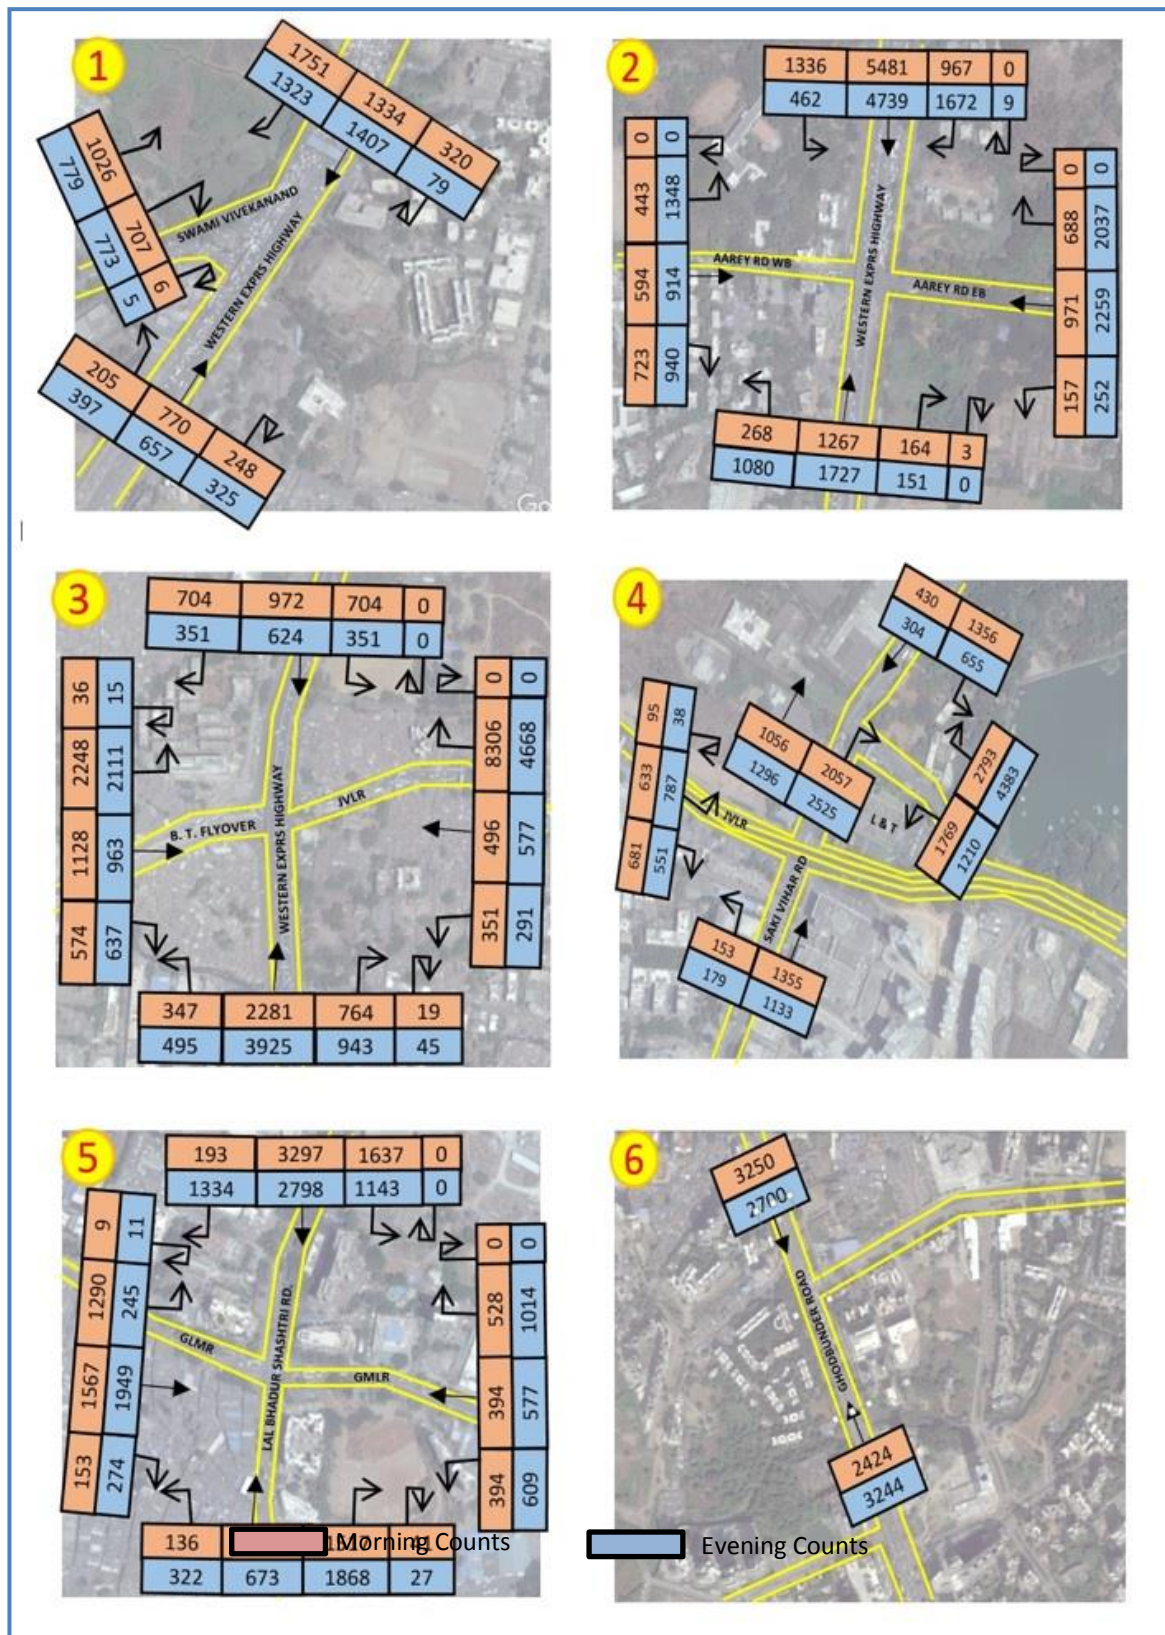 1
1751 1334 320
1323 1407 79
1026 707 6
779 773 5
SWAMI VIVEKANAND
WESTERN EXPRS HIGHWAY
205 770 248
397 657 325
Go
2
1336 5481 967 0
462 4739 1672 9
0 443 594 723
0 1348 914 940
0 688 971 157
0 2037 2259 252
AAREY RD WB
WESTERN EXPRS HIGHWAY
AAREY RD EB
268 1267 164 3
1080 1727 151 0
3
704 972 704 0
351 624 351 0
36 2248 1128 574
15 2111 963 637
0 8306 496 351
0 4668 577 291
B. T. FLYOVER
WESTERN EXPRS HIGHWAY
JVLR
347 2281 764 19
495 3925 943 45
4
430 1356
304 655
95 633 681
38 787 551
1056 2057
1296 2525
2793 1769
4383 1210
JVLR
L & T
SAKI VIHAR RD
153 1355
179 1133
5
193 3297 1637 0
1334 2798 1143 0
9 1290 1567 153
11 245 1949 274
0 528 394 394
0 1014 577 609
GLMR
LAL BHADUR SHASHTRI RD.
GMLR
136
322 673 1868 27
6
3250
2700
GHODBUNDER ROAD
2424
3244
Morning Counts
Evening Counts